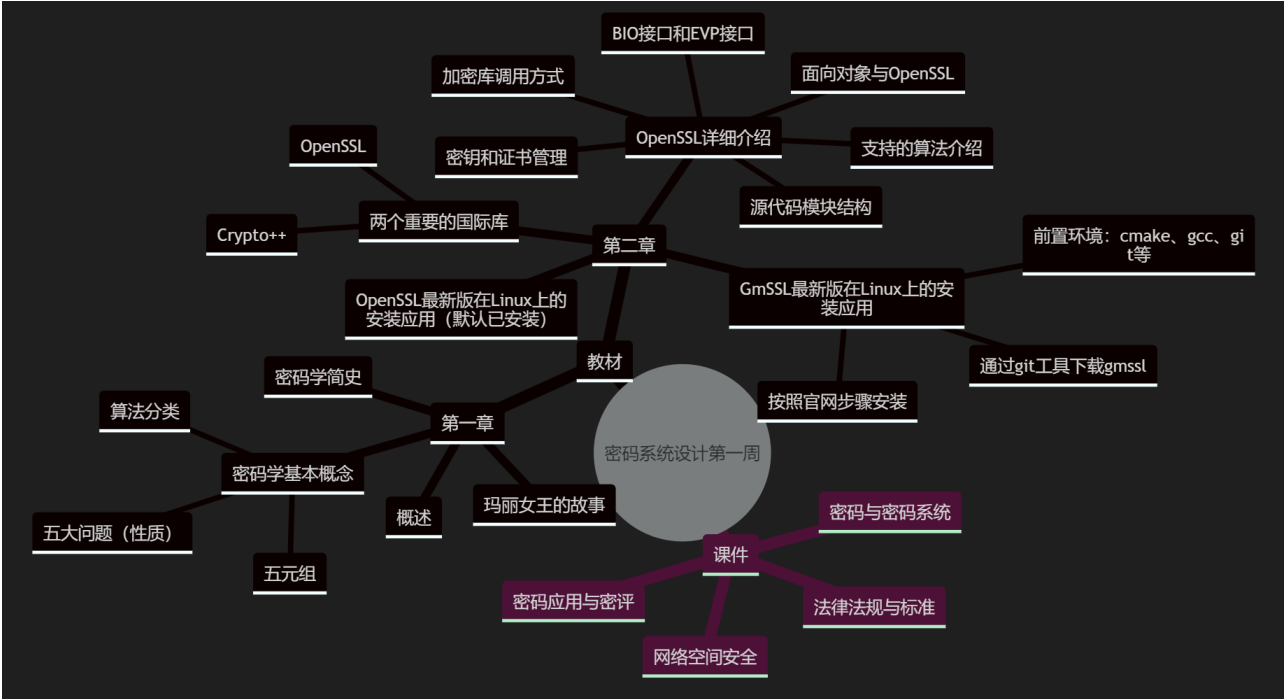 BIO接口和EVP接口
加密库调用方式
面向对象与OpenSSL
OpenSSL详细介绍
OpenSSL
密钥和证书管理
支持的算法介绍
源代码模块结构
两个重要的国际库
Crypto++
第二章
前置环境：cmake、gcc、gi
t等
OpenSSL最新版在Linux上的
安装应用（默认已安装）
GmSSL最新版在Linux上的安
装应用
教材
通过git工具下载gmssl
密码学简史
按照官网步骤安装
算法分类
第一章
密码系统设计第一周
密码学基本概念
玛丽女王的故事
概述
五大问题（性质）
五元组
密码与密码系统
课件
密码应用与密评
法律法规与标准
网络空间安全